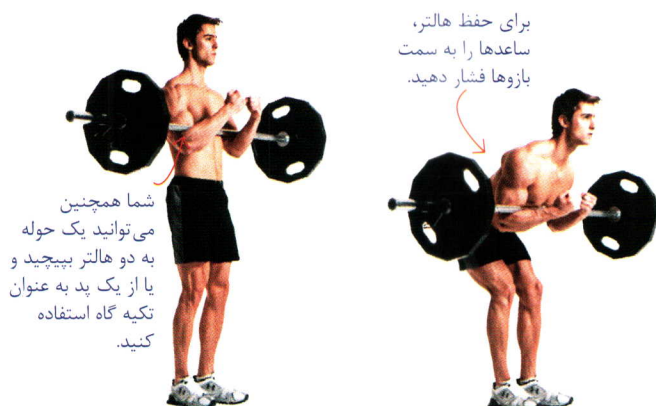 برای حفظ هالتر،
ساعدها را به سمت
بازوها فشار دهید.
شما همچنین
می‌توانید یک حوله
به دو هالتر بپیچید و
یا از یک پد به عنوان
تکیه گاه استفاده
کنید.